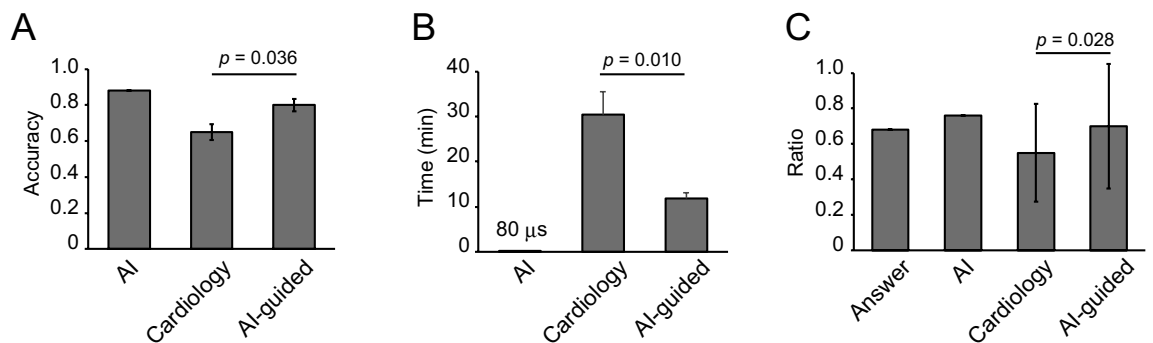 A
p = 0.036
1.0
0.8
0.6
0.4
0.2
0
Accuracy
AI
Cardiology
AI-guided
B
p = 0.010
40
30
20
10
0
Time (min)
80 μs
AI
Cardiology
AI-guided
C
p = 0.028
1.0
0.8
0.6
0.4
0.2
0
Ratio
Answer
AI
Cardiology
AI-guided